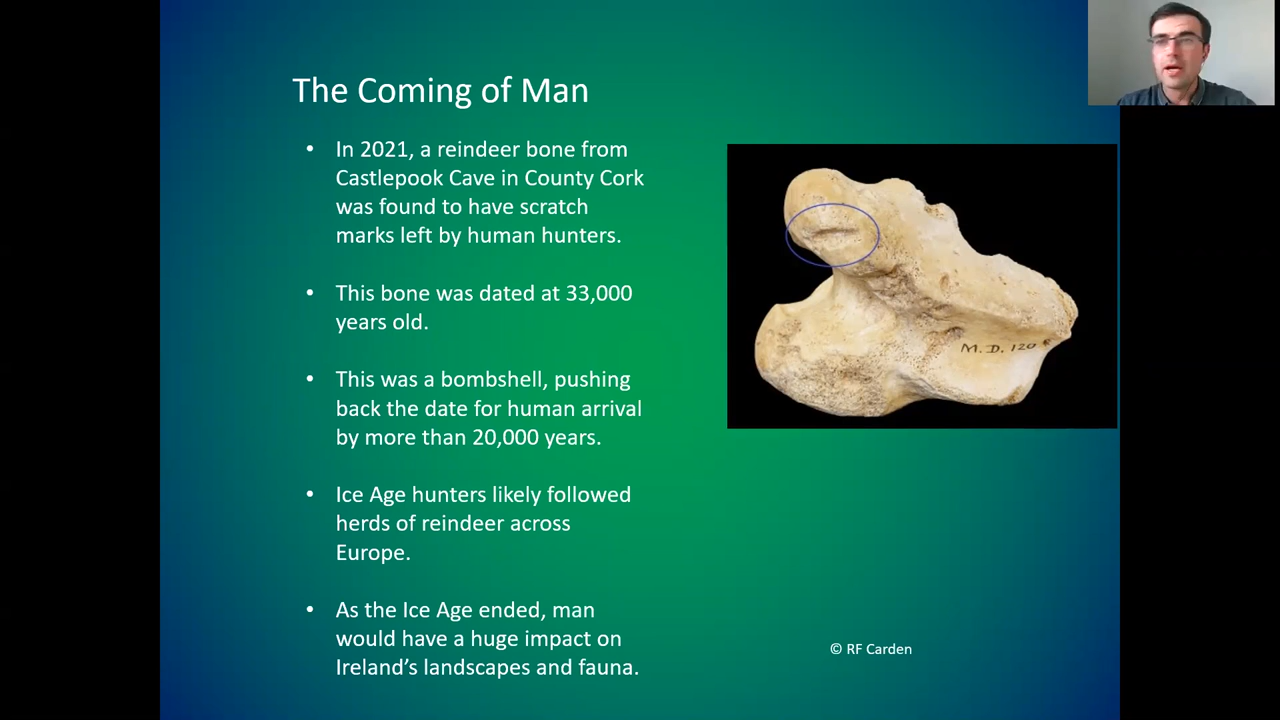 The Coming of Man
• In 2021, a reindeer bone from
Castlepook Cave in County Cork
was found to have scratch
marks left by human hunters.
• This bone was dated at 33,000
years old.
• This was a bombshell, pushing
back the date for human arrival
by more than 20,000 years.
• Ice Age hunters likely followed
herds of reindeer across
Europe.
• As the Ice Age ended, man
would have a huge impact on
Ireland’s landscapes and fauna.
M.D. 120
© RF Carden